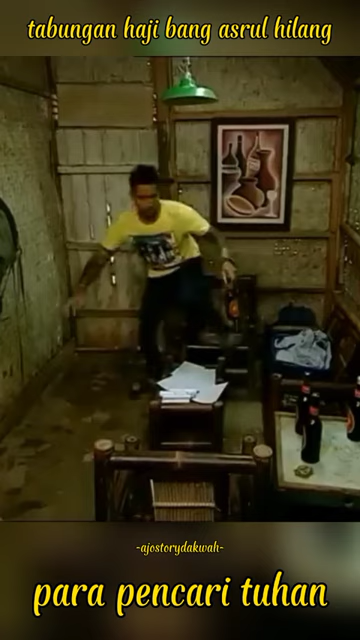 tabungan haji bang asrul hilang
-ajostorydakwah-
para pencari tuhan